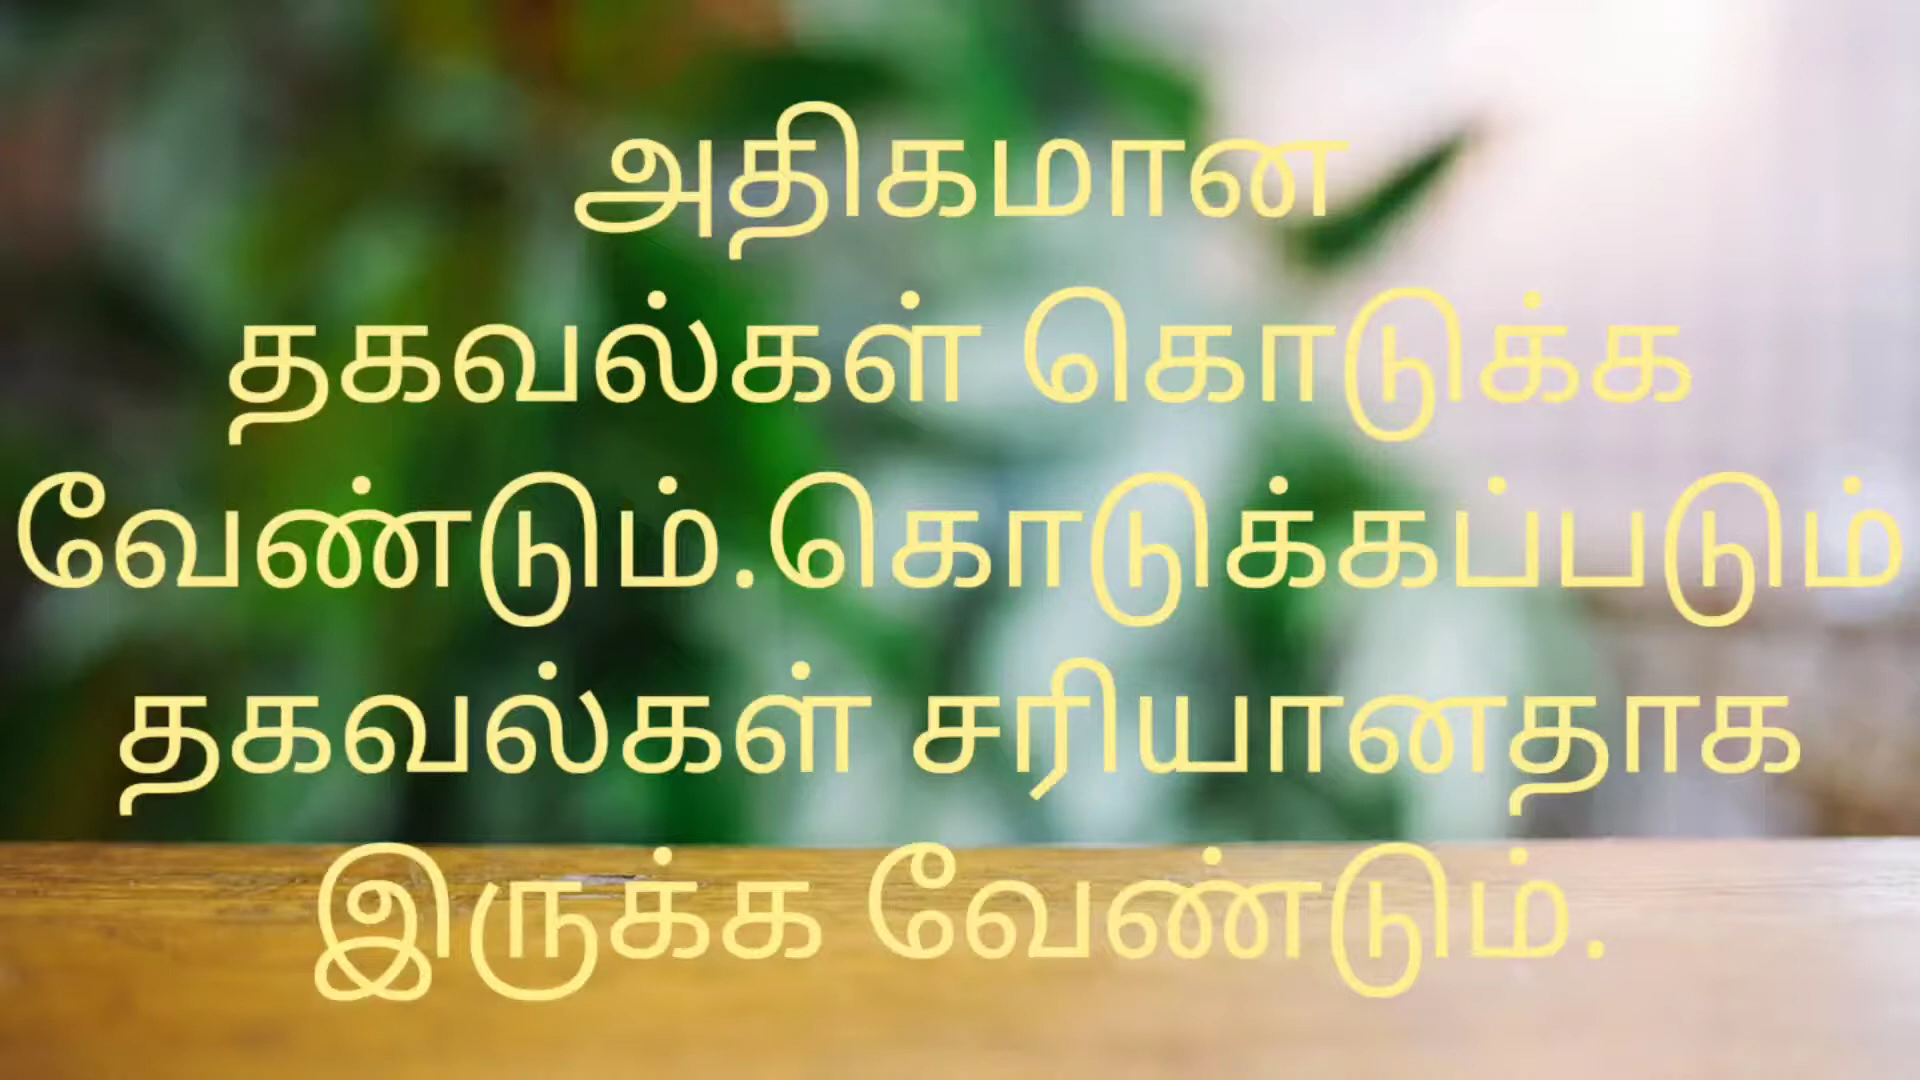 அதிகமான
தகவல்கள் கொடுக்க
வேண்டும்.கொடுக்கப்படும்
தகவல்கள் சரியானதாக
இருக்க வேண்டும்.